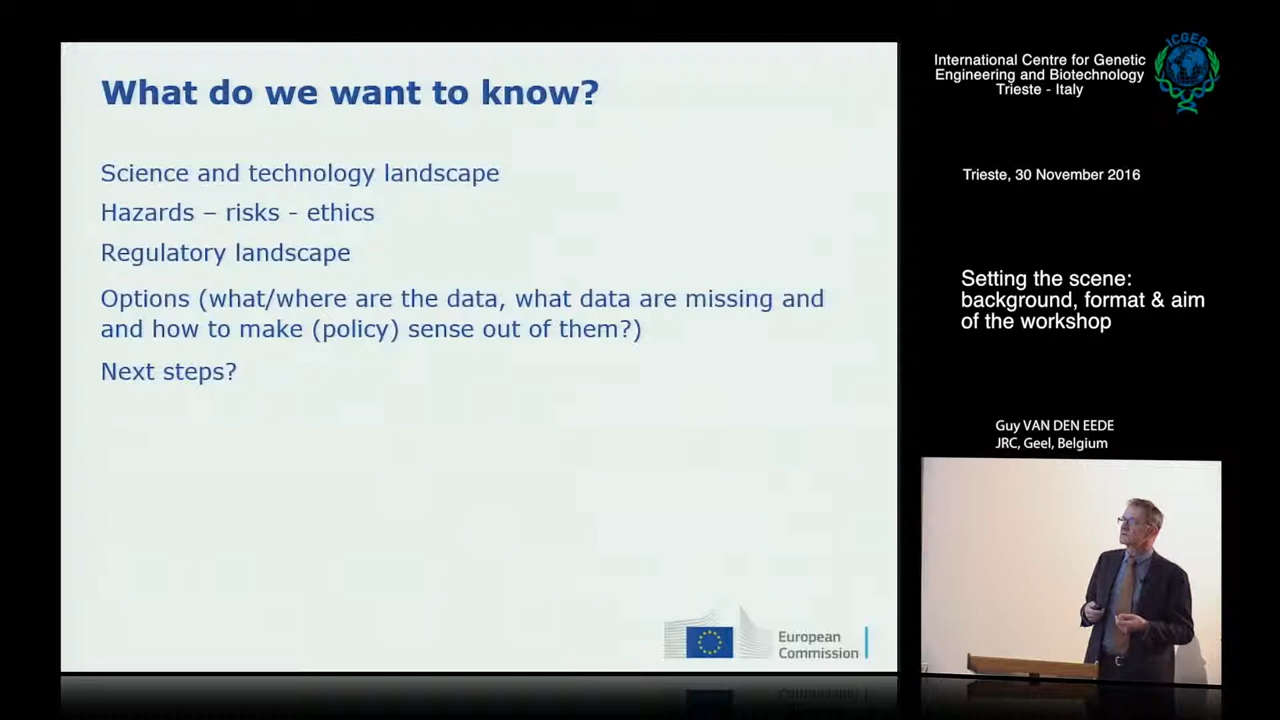 What do we want to know?
Science and technology landscape
Hazards – risks - ethics
Regulatory landscape
Options (what/where are the data, what data are missing and
and how to make (policy) sense out of them?)
Next steps?
European
Commission
International Centre for Genetic
Engineering and Biotechnology
Trieste - Italy
ICGEB
Trieste, 30 November 2016
Setting the scene:
background, format & aim
of the workshop
Guy VAN DEN EEDE
JRC, Geel, Belgium